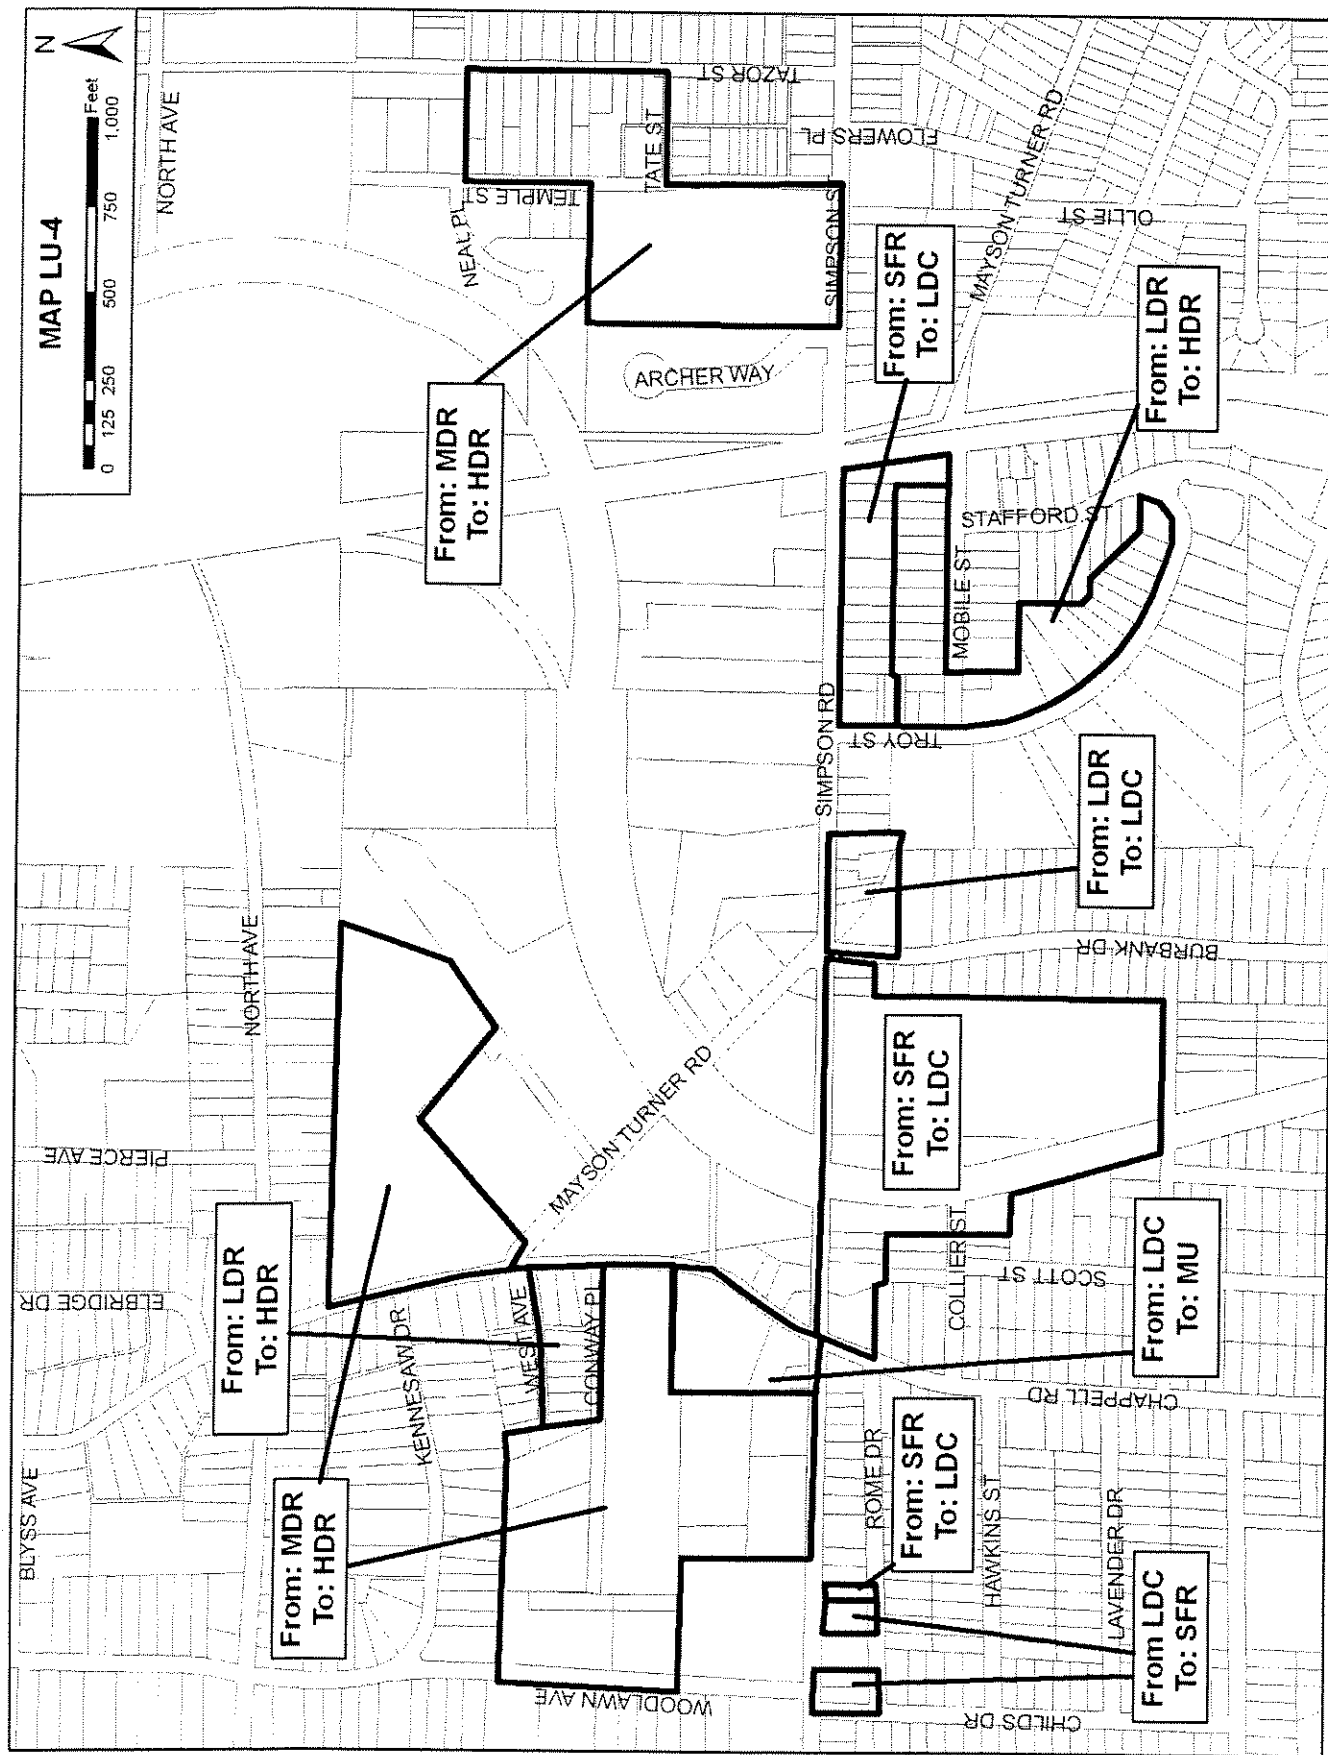 MAP LU-4
N
0 125 250 500 750 1,000
Feet
BLYSS AVE
ELBRIDGE DR
PIERCE AVE
NORTH AVE
NORTH AVE
From: LDR
To: HDR
From: MDR
To: HDR
KENNESAW DR
WEST AVE
CONWAY PL
MAYSON TURNER RD
WOODLAWN AVE
From: MDR
To: HDR
NEAL PL
TEMPLE ST
TATE ST
TAZOR ST
ARCHER WAY
SIMPSON RD
SIMPSON S
FLOWERS PL
From: SFR
To: LDC
MAYSON TURNER RD
OLLIE ST
TROY ST
MOBILE ST
STAFFORD ST
From: LDR
To: HDR
From: LDR
To: LDC
BURBANK DR
From: SFR
To: LDC
COLLIER ST
SCOTT ST
From: LDC
To: MU
CHAPPELL RD
ROME DR
From: SFR
To: LDC
HAWKINS ST
LAVENDER DR
From LDC
To: SFR
CHILDS DR